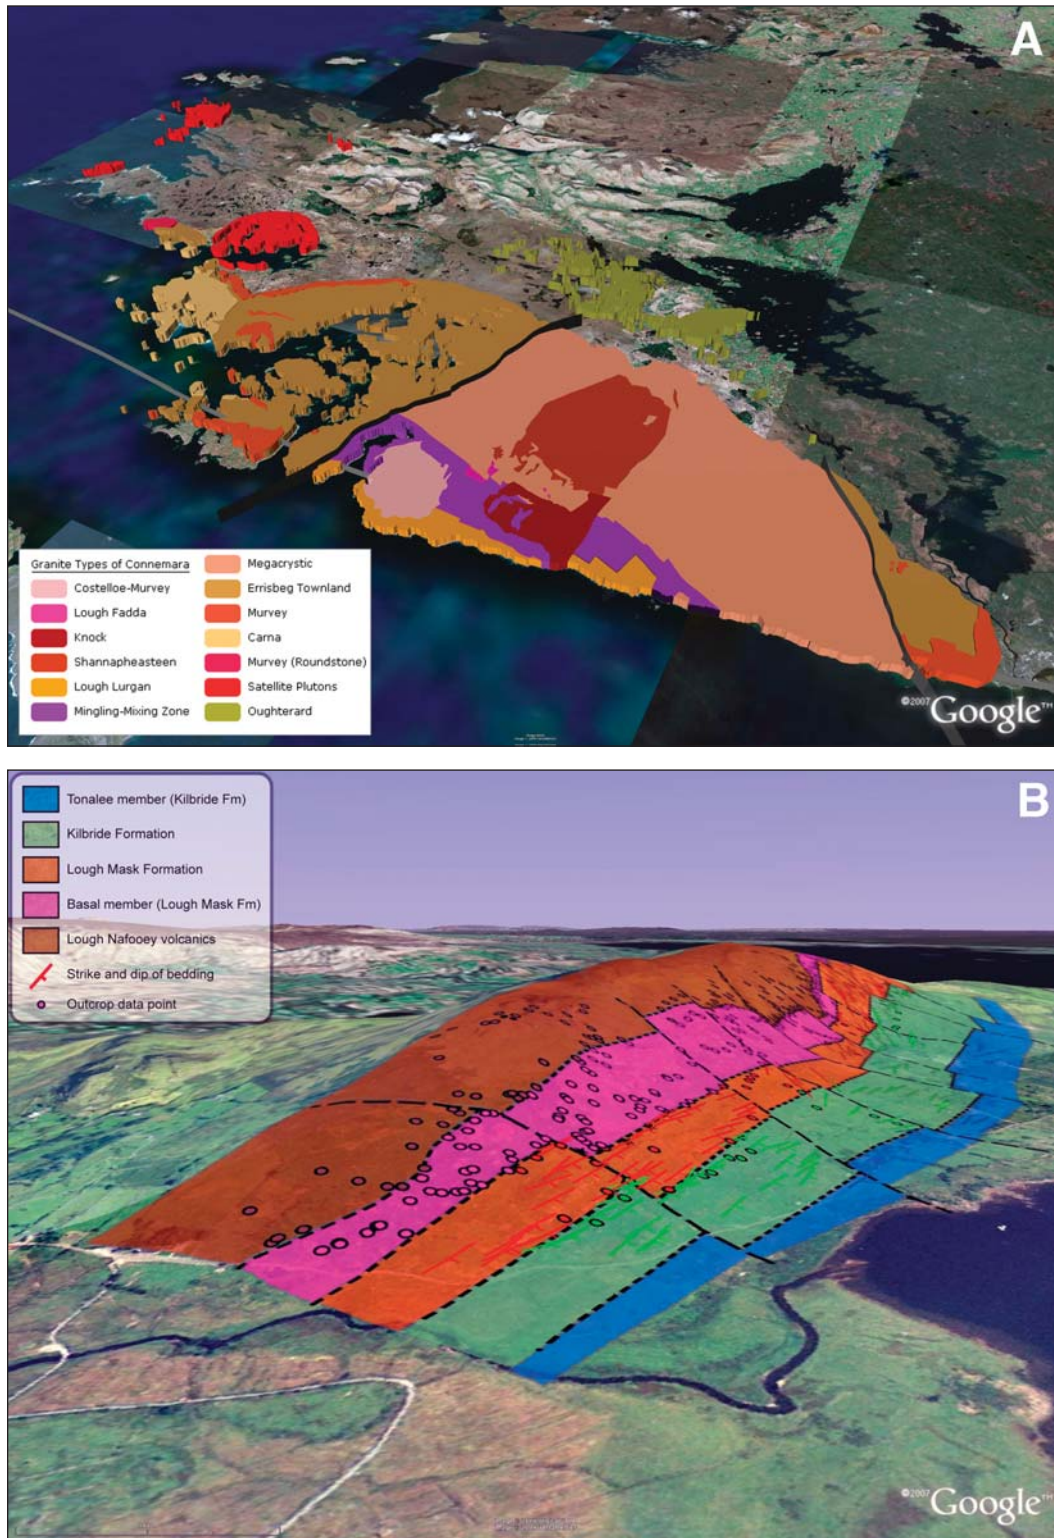 A
Granite Types of Connemara
Costelloe-Murvey
Lough Fadda
Knock
Shannapheasteen
Lough Lurgan
Mingling-Mixing Zone
Megacrystic
Errisbeg Townland
Murvey
Carna
Murvey (Roundstone)
Satellite Plutons
Oughterard
©2007 Google™
B
Tonalee member (Kilbride Fm)
Kilbride Formation
Lough Mask Formation
Basal member (Lough Mask Fm)
Lough Nafooey volcanics
Strike and dip of bedding
Outcrop data point
©2007 Google™